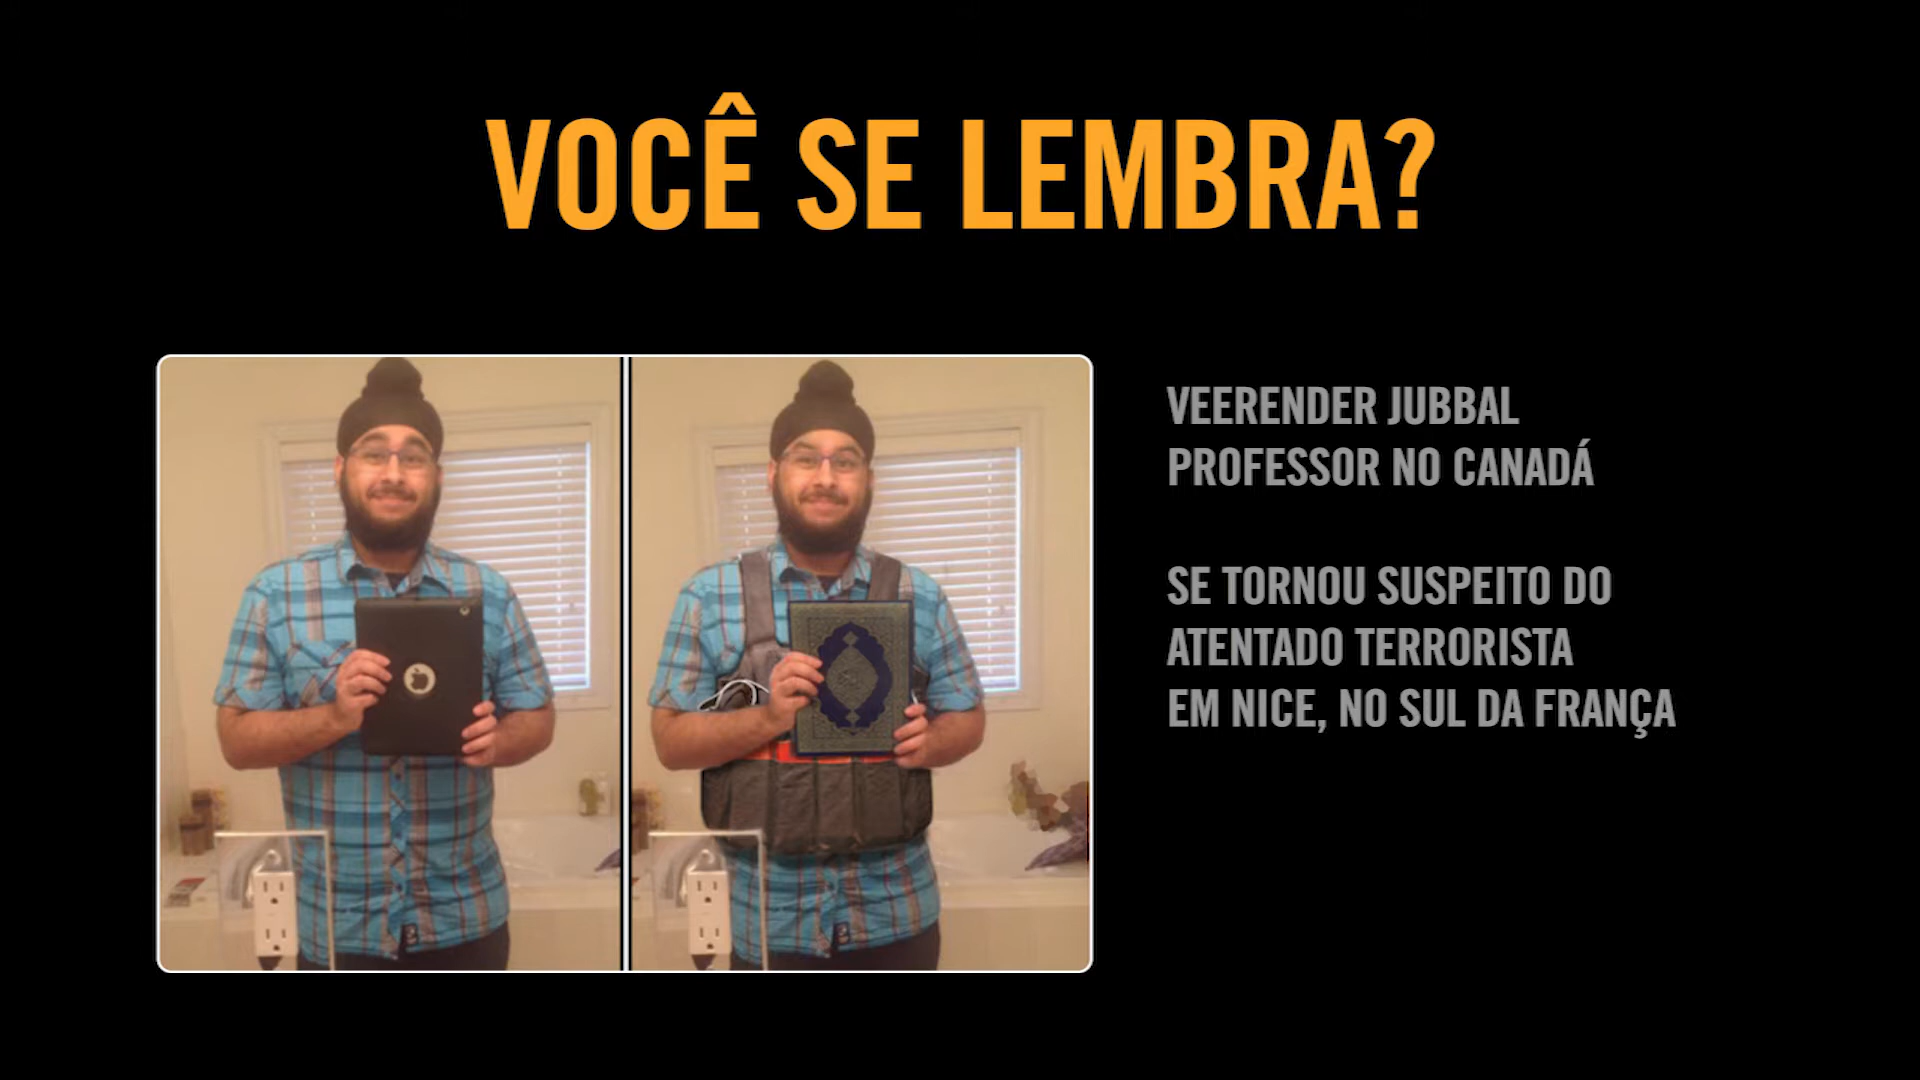 VOCÊ SE LEMBRA?
VEERENDER JUBBAL
PROFESSOR NO CANADÁ
SE TORNOU SUSPEITO DO
ATENTADO TERRORISTA
EM NICE, NO SUL DA FRANÇA